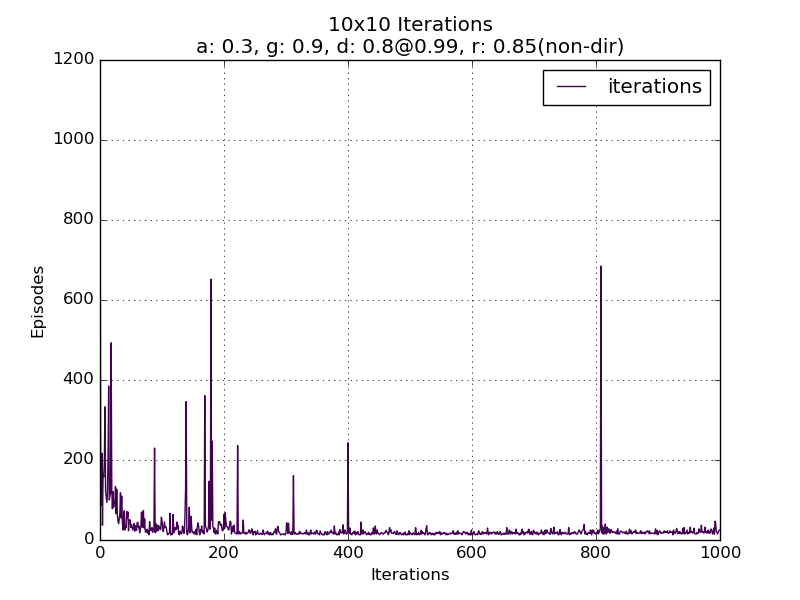 10x10 Iterations
a: 0.3, g: 0.9, d: 0.8@0.99, r: 0.85(non-dir)
iterations
1200
1000
800
600
400
200
0
Episodes
0 200 400 600 800 1000
Iterations